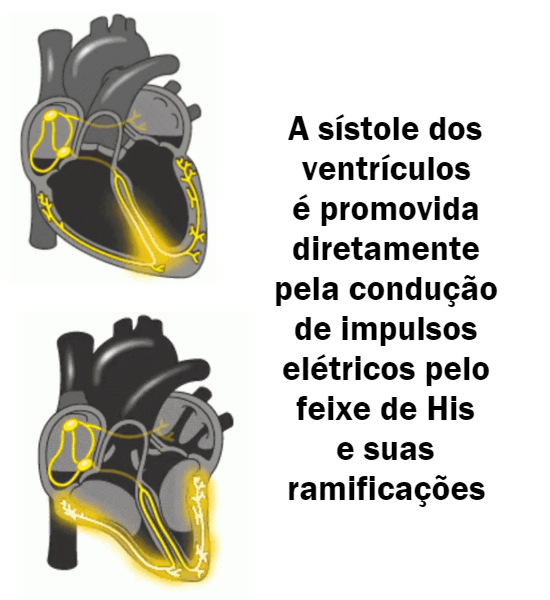 A sístole dos
ventrículos
é promovida
diretamente
pela condução
de impulsos
elétricos pelo
feixe de His
e suas
ramificações